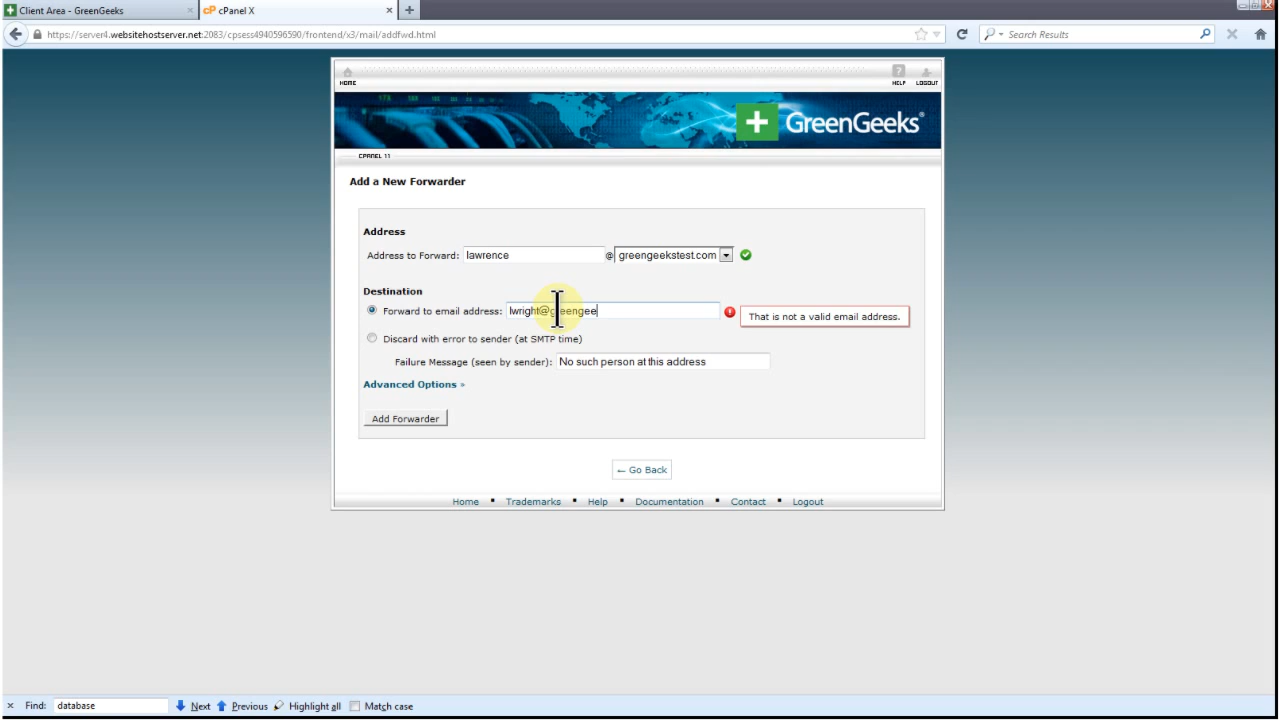 Client Area - GreenGeeks × cP cPanel X × +
https://server4.websitehostserver.net:2083/cpsess4940596590/frontend/x3/mail/addfwd.html Search Results
HOME HELP LOGOUT
GreenGeeks®
CPANEL 11
Add a New Forwarder
Address
Address to Forward: lawrence @ greengeekstest.com
Destination
Forward to email address: lwright@greengee That is not a valid email address.
Discard with error to sender (at SMTP time)
Failure Message (seen by sender): No such person at this address
Advanced Options »
Add Forwarder
← Go Back
Home ▪ Trademarks ▪ Help ▪ Documentation ▪ Contact ▪ Logout
× Find: database Next Previous Highlight all Match case